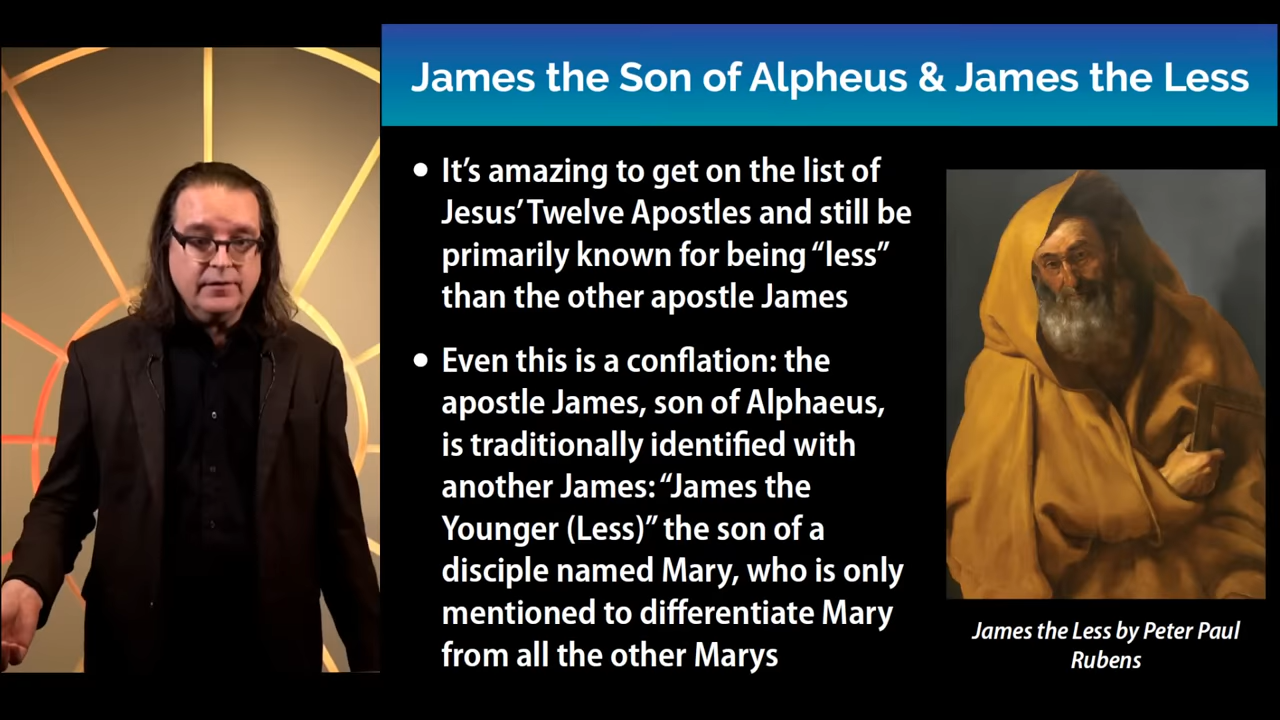 James the Son of Alpheus & James the Less
• It's amazing to get on the list of
Jesus' Twelve Apostles and still be
primarily known for being “less”
than the other apostle James
• Even this is a conflation: the
apostle James, son of Alphaeus,
is traditionally identified with
another James: “James the
Younger (Less)” the son of a
disciple named Mary, who is only
mentioned to differentiate Mary
from all the other Marys
James the Less by Peter Paul
Rubens